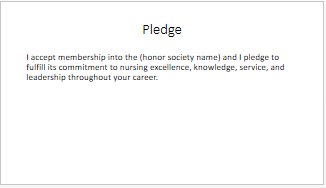 Pledge
I accept membership into the (honor society name) and I pledge to
fulfill its commitment to nursing excellence, knowledge, service, and
leadership throughout your career.